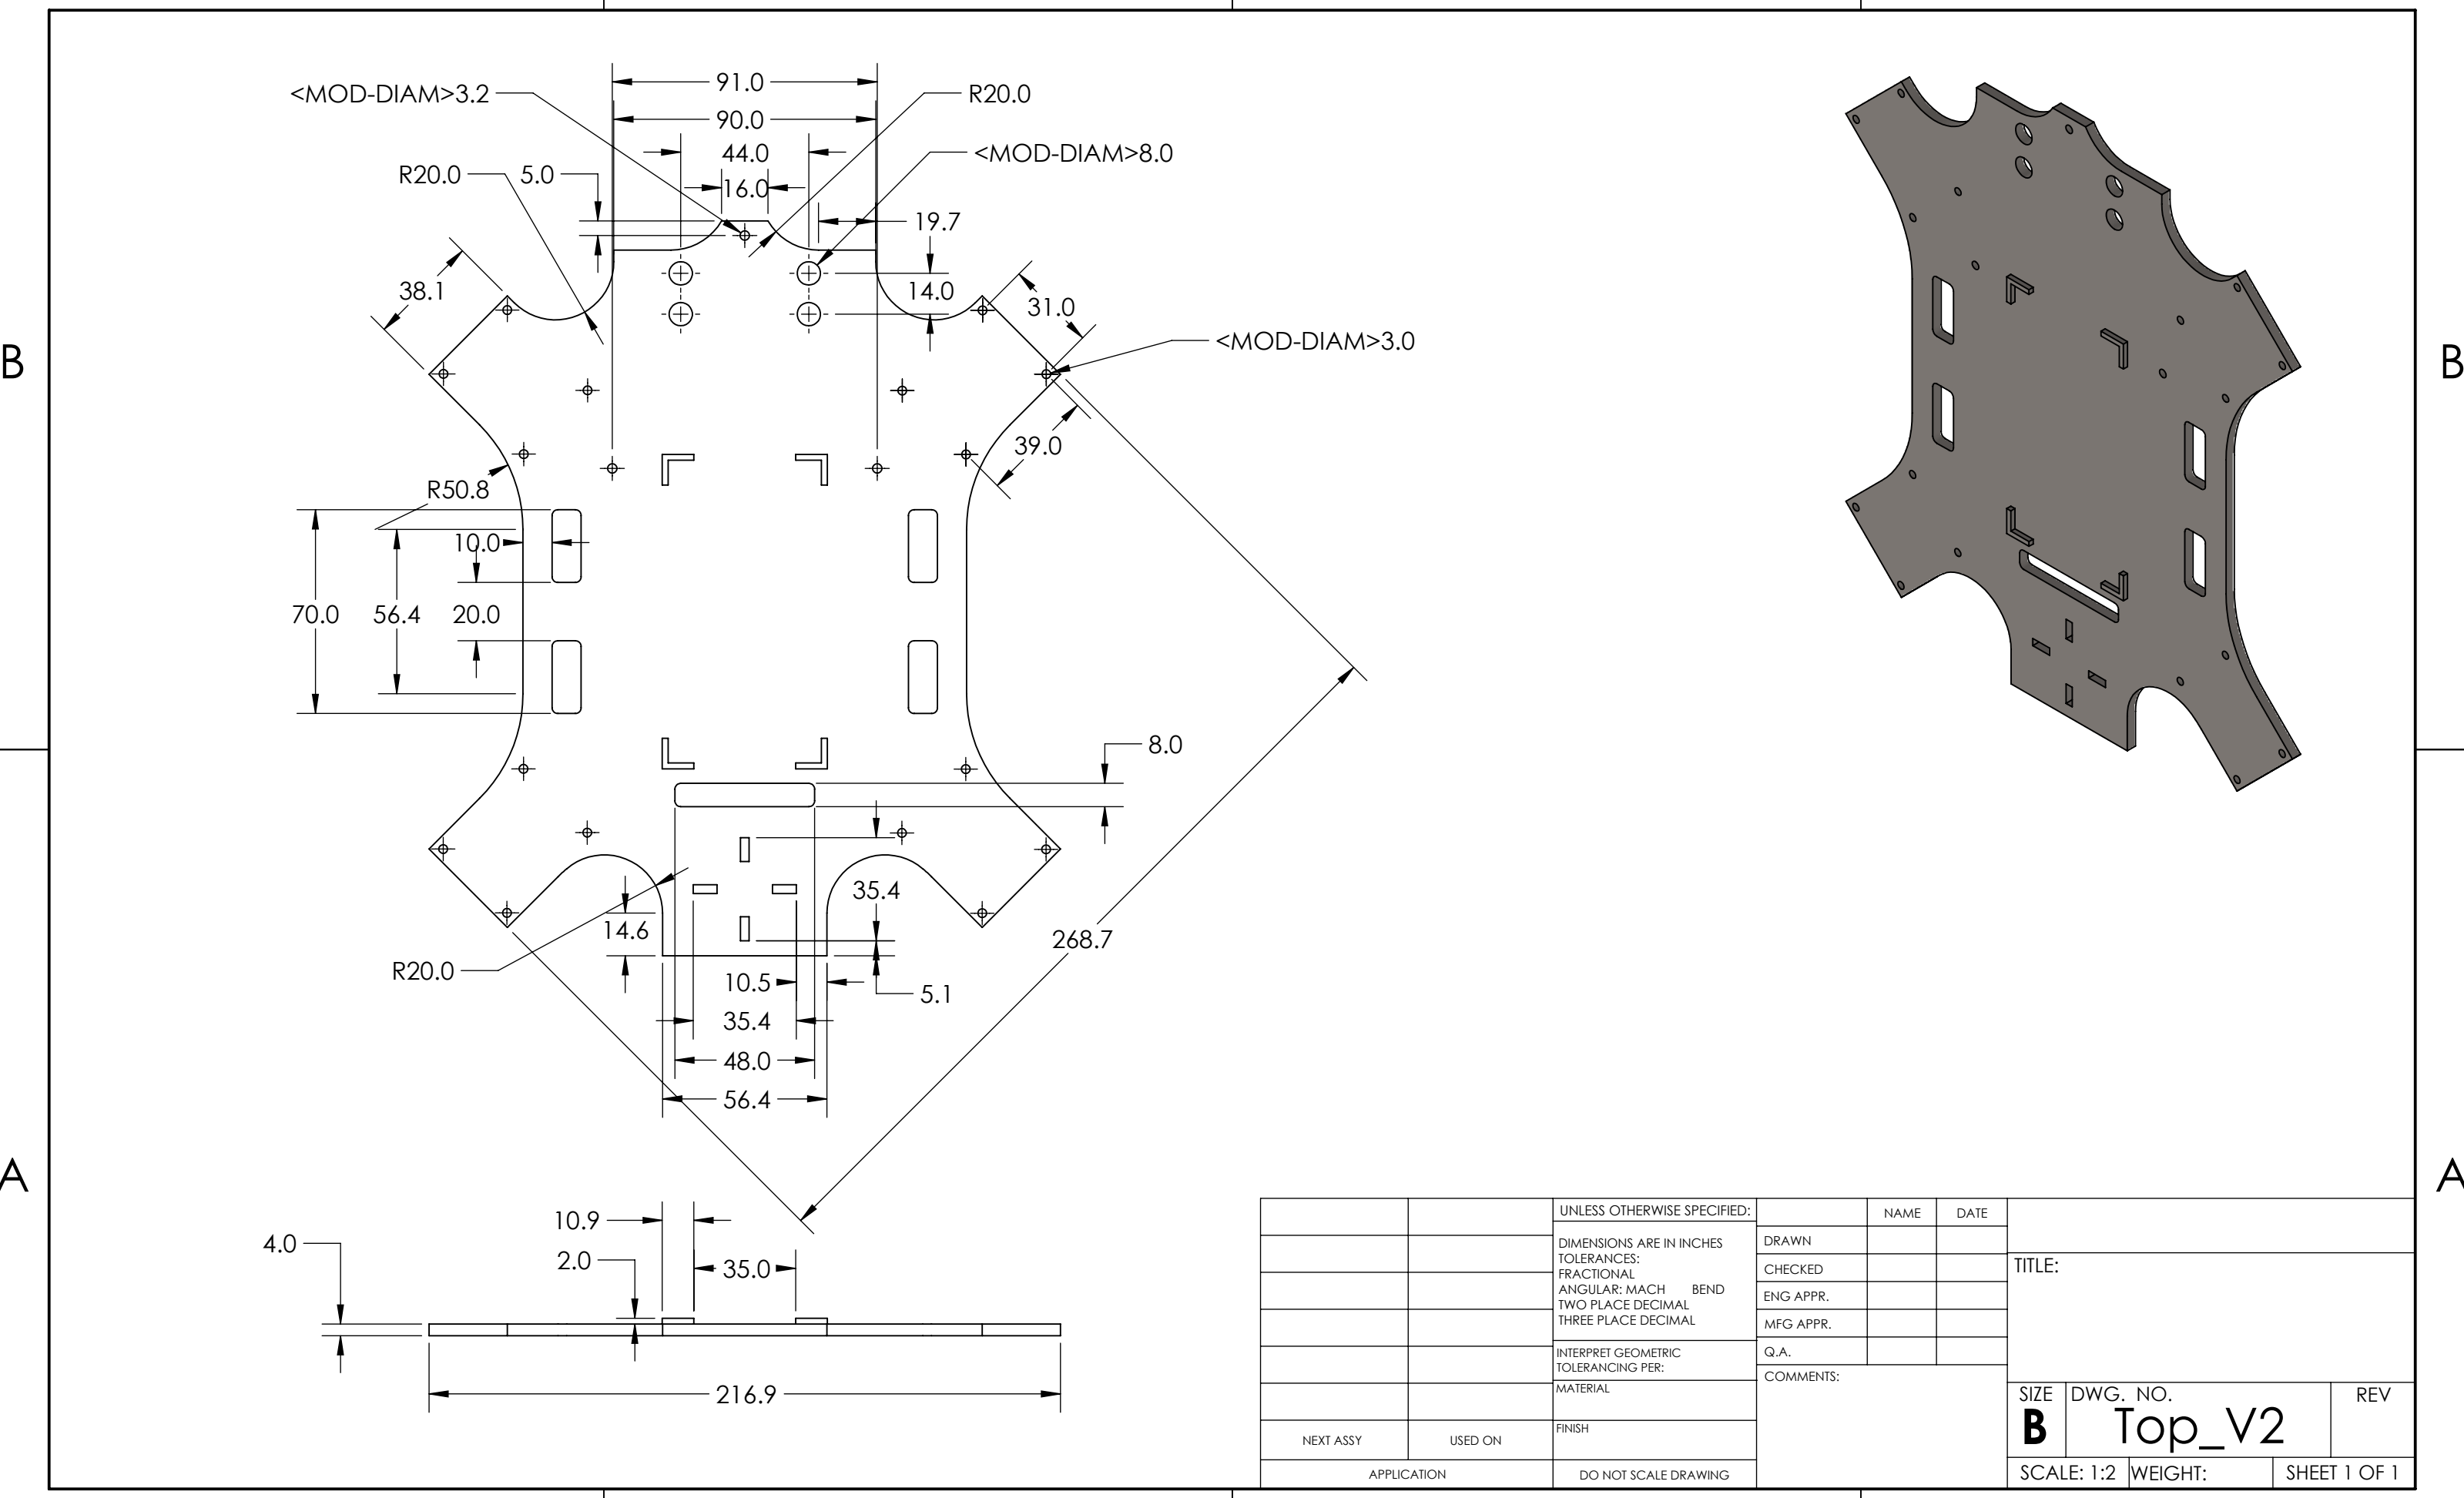 91.0
<MOD-DIAM>3.2
R20.0
90.0
44.0
<MOD-DIAM>8.0
R20.0
5.0
16.0
19.7
38.1
14.0
31.0
<MOD-DIAM>3.0
B
B
39.0
R50.8
10.0
70.0
56.4
20.0
8.0
35.4
14.6
268.7
R20.0
10.5
5.1
35.4
48.0
56.4
A
A
10.9
4.0
2.0
35.0
216.9
UNLESS OTHERWISE SPECIFIED:
DIMENSIONS ARE IN INCHES
TOLERANCES:
FRACTIONAL
ANGULAR: MACH BEND
TWO PLACE DECIMAL
THREE PLACE DECIMAL
INTERPRET GEOMETRIC
TOLERANCING PER:
MATERIAL
FINISH
NEXT ASSY
USED ON
APPLICATION
DO NOT SCALE DRAWING
NAME
DATE
DRAWN
CHECKED
ENG APPR.
MFG APPR.
Q.A.
COMMENTS:
TITLE:
SIZE
B
DWG. NO.
Top_V2
REV
SCALE: 1:2
WEIGHT:
SHEET 1 OF 1